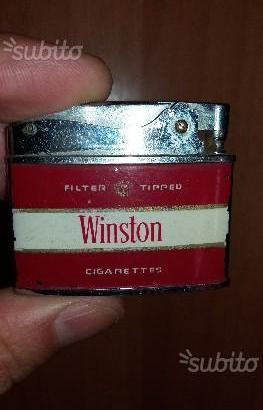 subito
FILTER TIPPED
Winston
CIGARETTES
subito